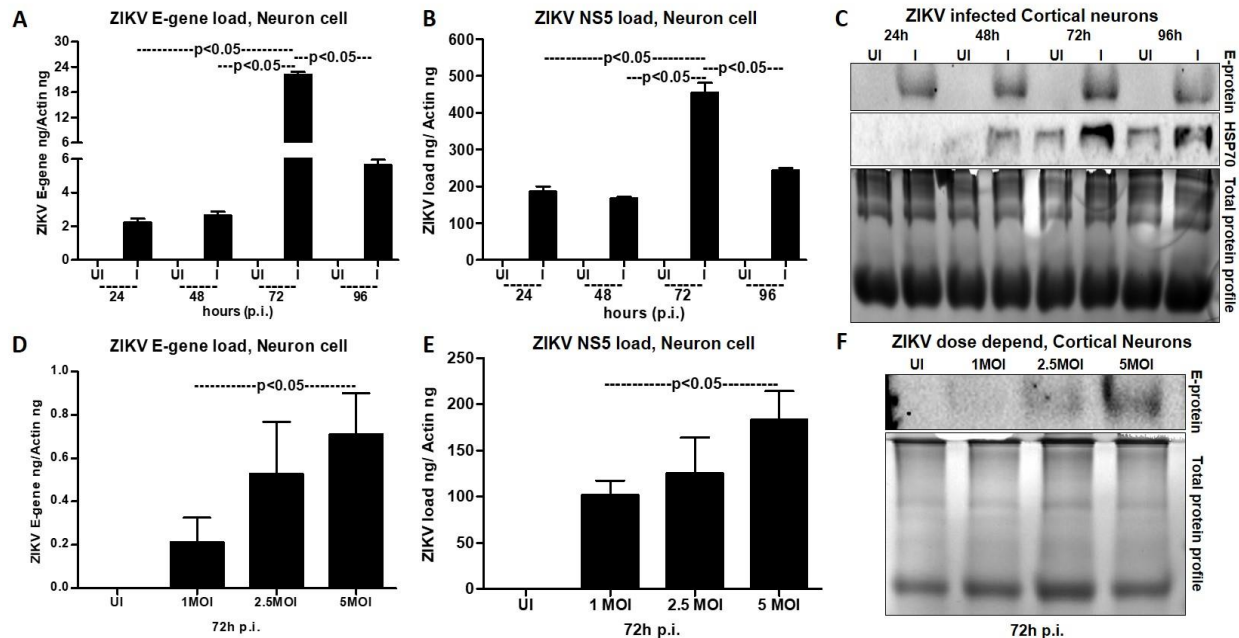 A
ZIKV E-gene load, Neuron cell
ZIKV E-gene ng/Actin ng
30
24
18
12
6
6
4
2
0
-----p<0.05-----
---p<0.05---
--p<0.05---
UI I UI I UI I UI I
24 48 72 96
hours (p.i.)
B
ZIKV NS5 load, Neuron cell
ZIKV load ng/ Actin ng
600
500
400
300
200
100
0
-----p<0.05-----
---p<0.05---
--p<0.05---
UI I UI I UI I UI I
24 48 72 96
hours (p.i.)
C
ZIKV infected Cortical neurons
24h 48h 72h 96h
UI I UI I UI I UI I
E-protein
HSP70
Total protein profile
D
ZIKV E-gene load, Neuron cell
ZIKV E-gene ng/Actin ng
1.0
0.8
0.6
0.4
0.2
0.0
-----p<0.05-----
UI 1MOI 2.5MOI 5MOI
72h p.i.
E
ZIKV NS5 load, Neuron cell
ZIKV load ng/ Actin ng
250
200
150
100
50
0
-----p<0.05-----
UI 1 MOI 2.5 MOI 5 MOI
72h p.i.
F
ZIKV dose depend, Cortical Neurons
UI 1MOI 2.5MOI 5MOI
E-protein
Total protein profile
72h p.i.